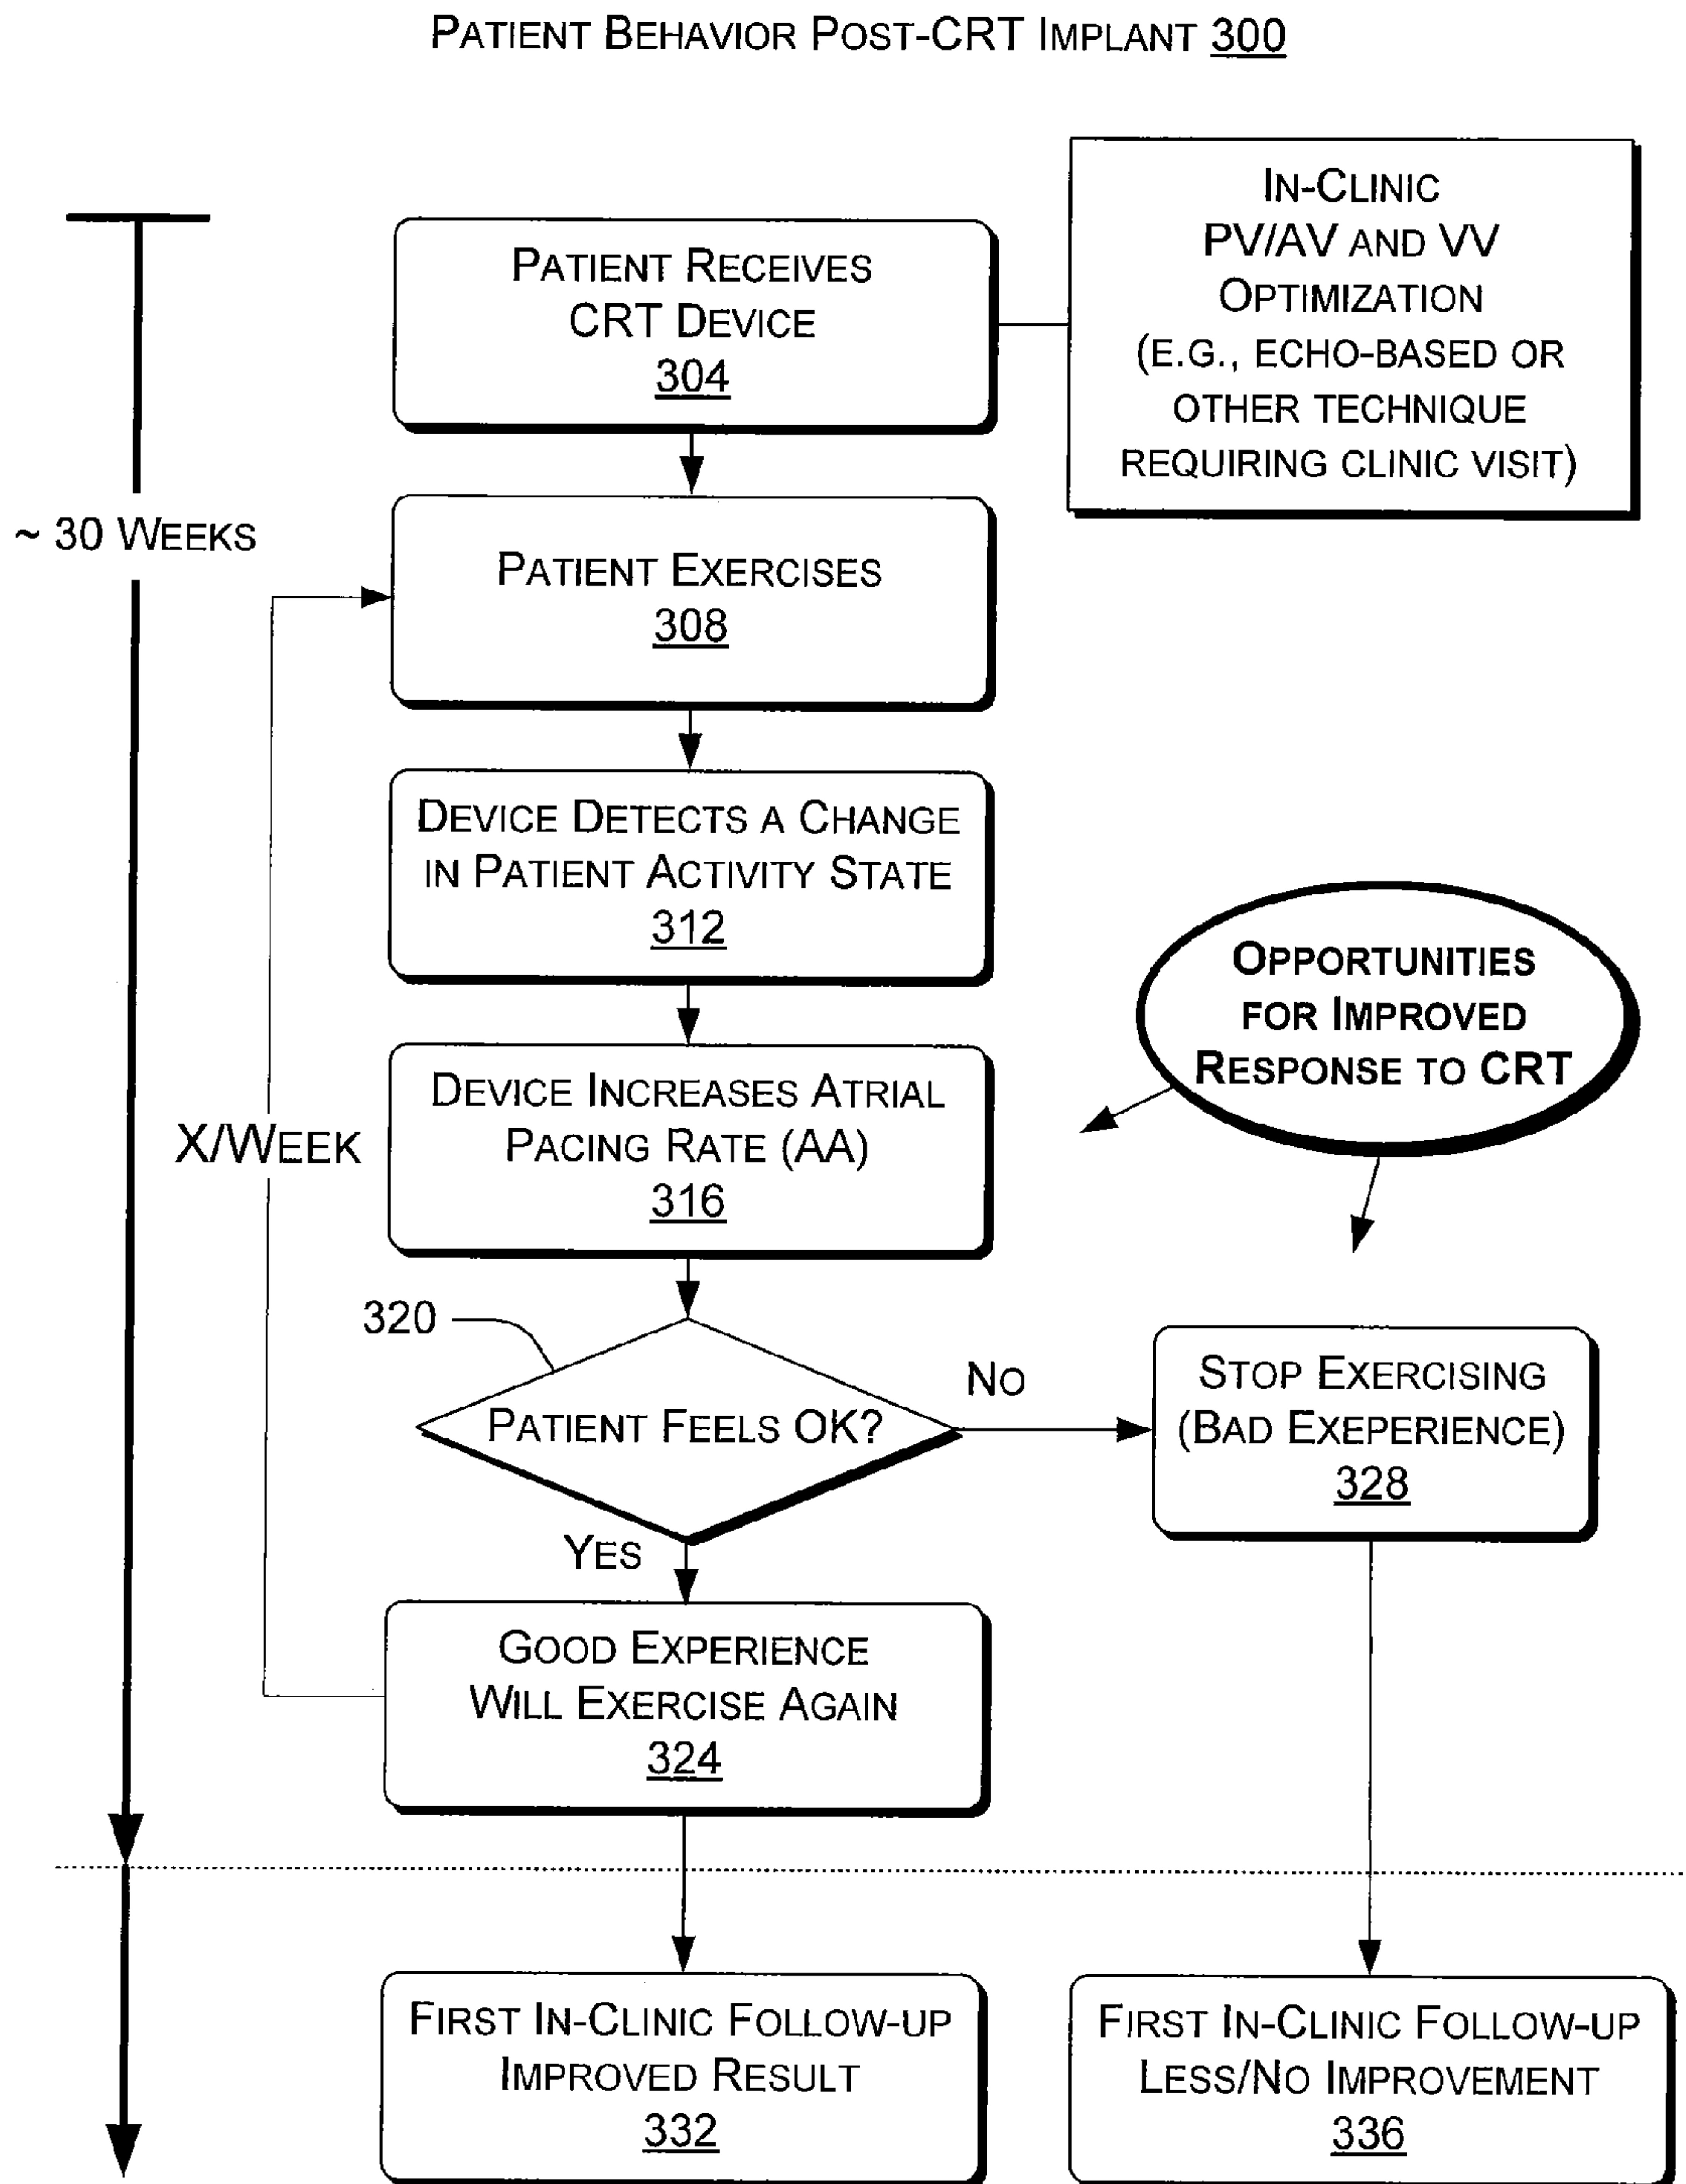 PATIENT BEHAVIOR POST-CRT IMPLANT 300
IN-CLINIC
PV/AV AND VV
OPTIMIZATION
(E.G., ECHO-BASED OR
OTHER TECHNIQUE
REQUIRING CLINIC VISIT)
PATIENT RECEIVES
CRT DEVICE
304
~ 30 WEEKS
PATIENT EXERCISES
308
DEVICE DETECTS A CHANGE
IN PATIENT ACTIVITY STATE
312
OPPORTUNITIES
FOR IMPROVED
RESPONSE TO CRT
DEVICE INCREASES ATRIAL
PACING RATE (AA)
316
X/WEEK
320
PATIENT FEELS OK?
NO
STOP EXERCISING
(BAD EXEPERIENCE)
328
YES
GOOD EXPERIENCE
WILL EXERCISE AGAIN
324
FIRST IN-CLINIC FOLLOW-UP
IMPROVED RESULT
332
FIRST IN-CLINIC FOLLOW-UP
LESS/NO IMPROVEMENT
336